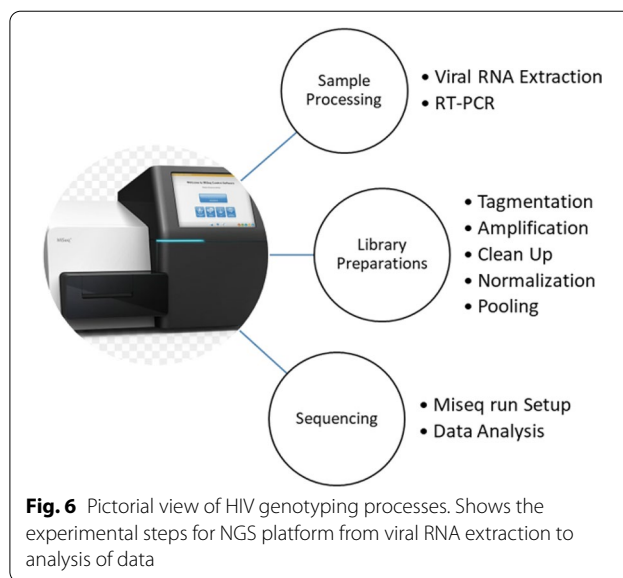 Sample
Processing
• Viral RNA Extraction
• RT-PCR
MiSeq
Library
Preparations
• Tagmentation
• Amplification
• Clean Up
• Normalization
• Pooling
Sequencing
• Miseq run Setup
• Data Analysis
Fig. 6 Pictorial view of HIV genotyping processes. Shows the
experimental steps for NGS platform from viral RNA extraction to
analysis of data